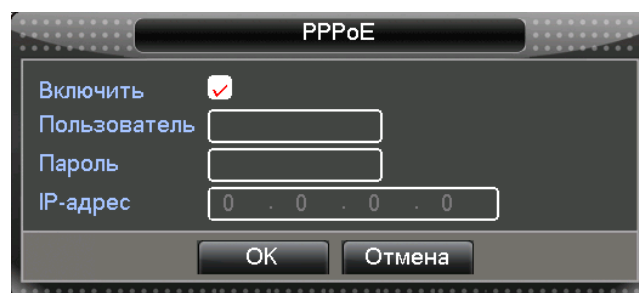 PPPoE
Включить
Пользователь
Пароль
IP-адрес 0 . 0 . 0 . 0
OK Отмена